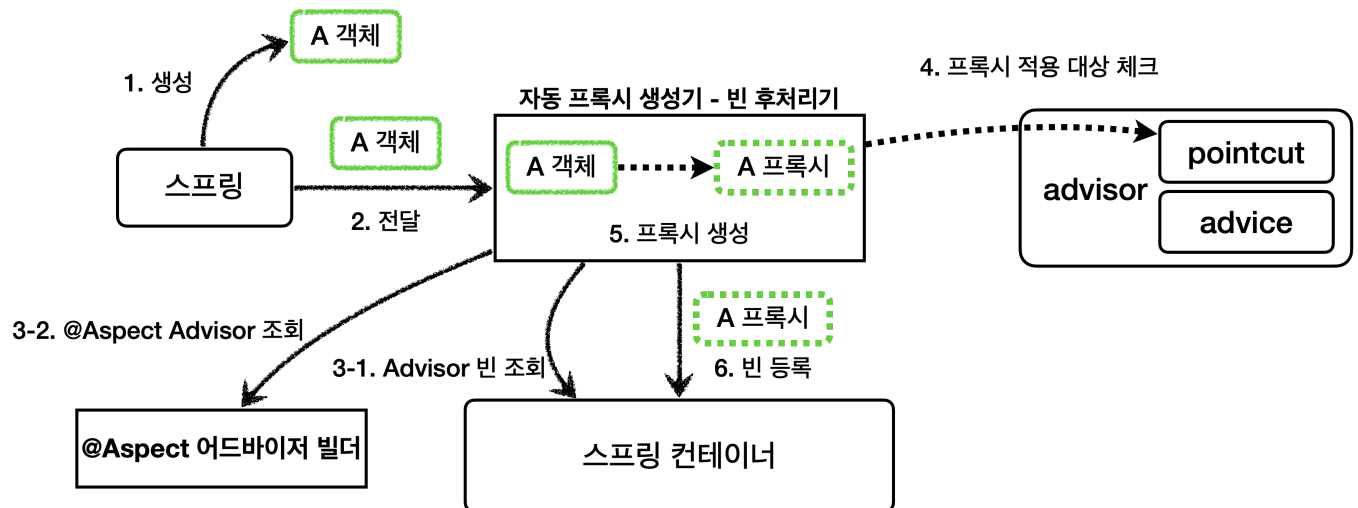 A 객체
1. 생성
4. 프록시 적용 대상 체크
자동 프록시 생성기 - 빈 후처리기
A 객체
A 객체
A 프록시
pointcut
스프링
advisor
2. 전달
5. 프록시 생성
advice
3-2. @Aspect Advisor 조회
A 프록시
3-1. Advisor 빈 조회
6. 빈 등록
@Aspect 어드바이저 빌더
스프링 컨테이너